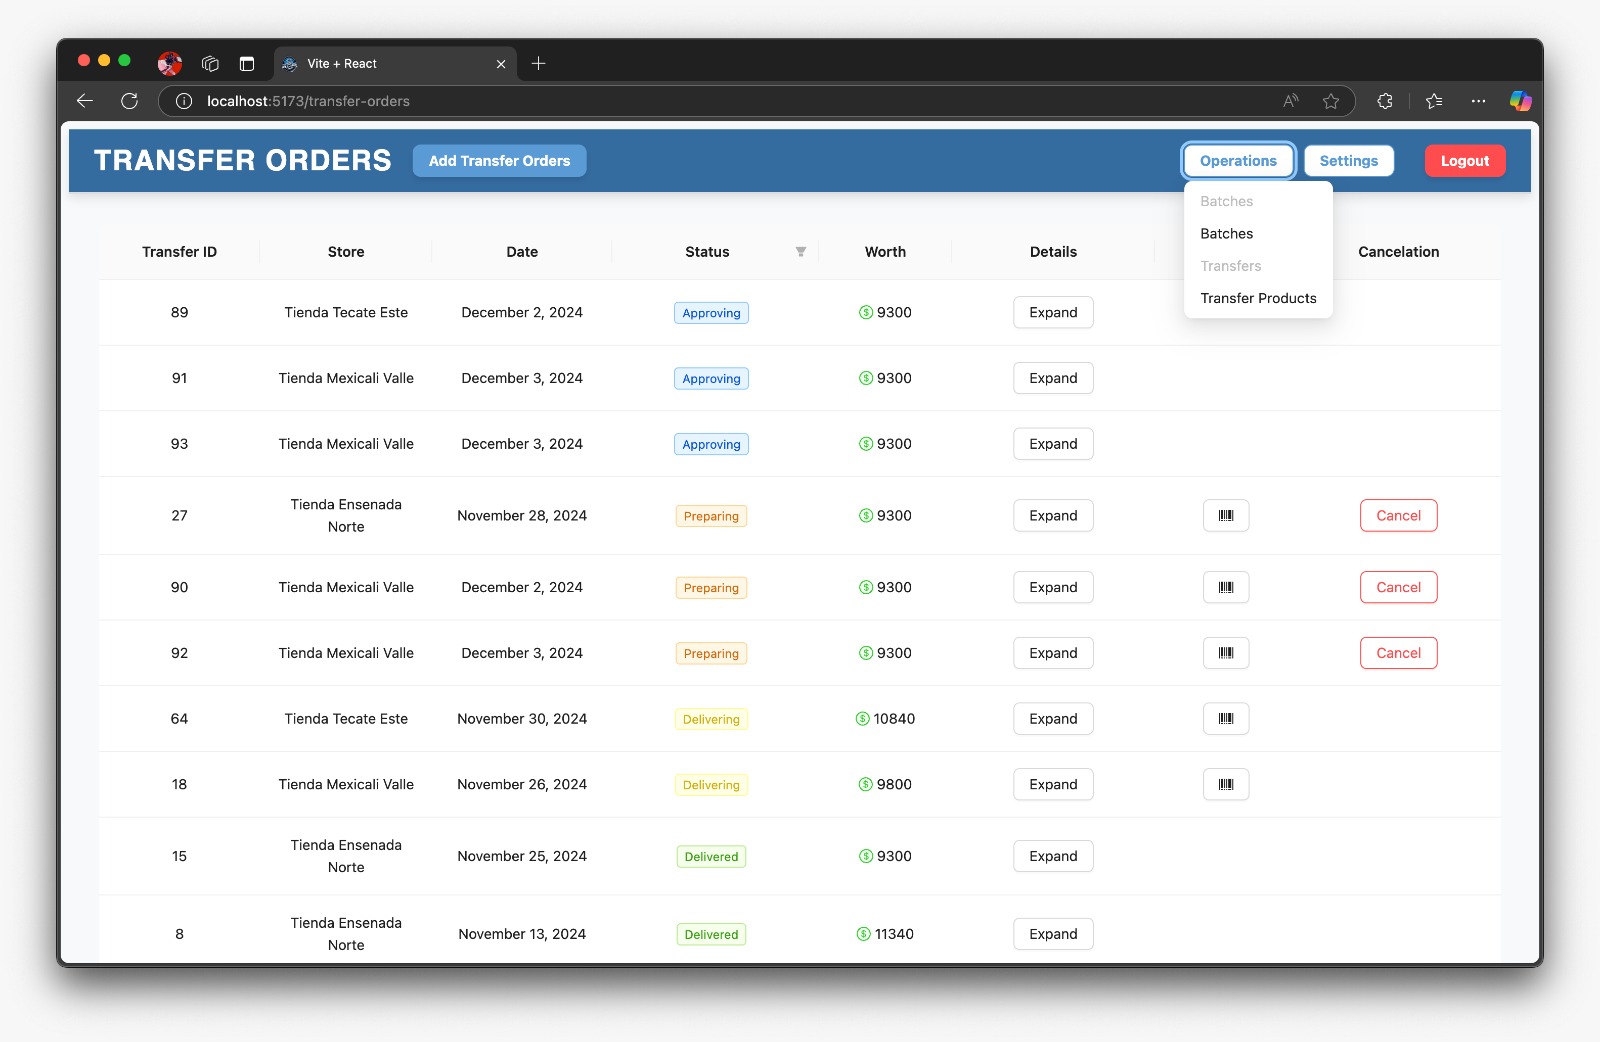 Vite + React
localhost:5173/transfer-orders
TRANSFER ORDERS
Add Transfer Orders
Operations
Settings
Logout
Batches
Batches
Transfers
Transfer Products
Transfer ID Store Date Status Worth Details Cancelation
89 Tienda Tecate Este December 2, 2024 Approving $ 9300 Expand
91 Tienda Mexicali Valle December 3, 2024 Approving $ 9300 Expand
93 Tienda Mexicali Valle December 3, 2024 Approving $ 9300 Expand
27 Tienda Ensenada Norte November 28, 2024 Preparing $ 9300 Expand Cancel
90 Tienda Mexicali Valle December 2, 2024 Preparing $ 9300 Expand Cancel
92 Tienda Mexicali Valle December 3, 2024 Preparing $ 9300 Expand Cancel
64 Tienda Tecate Este November 30, 2024 Delivering $ 10840 Expand
18 Tienda Mexicali Valle November 26, 2024 Delivering $ 9800 Expand
15 Tienda Ensenada Norte November 25, 2024 Delivered $ 9300 Expand
8 Tienda Ensenada Norte November 13, 2024 Delivered $ 11340 Expand